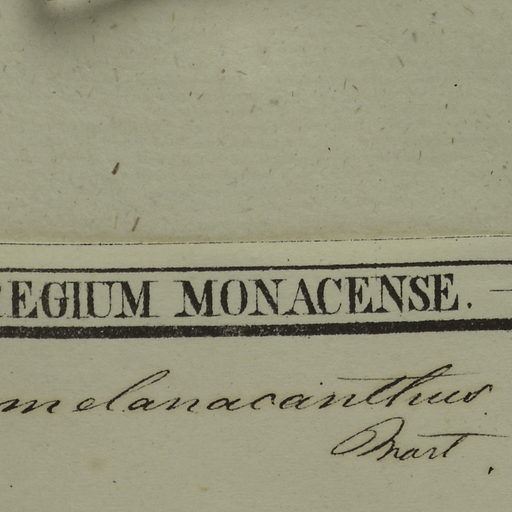 REGIUM MONACENSE. —
melanacanthus
Mart.